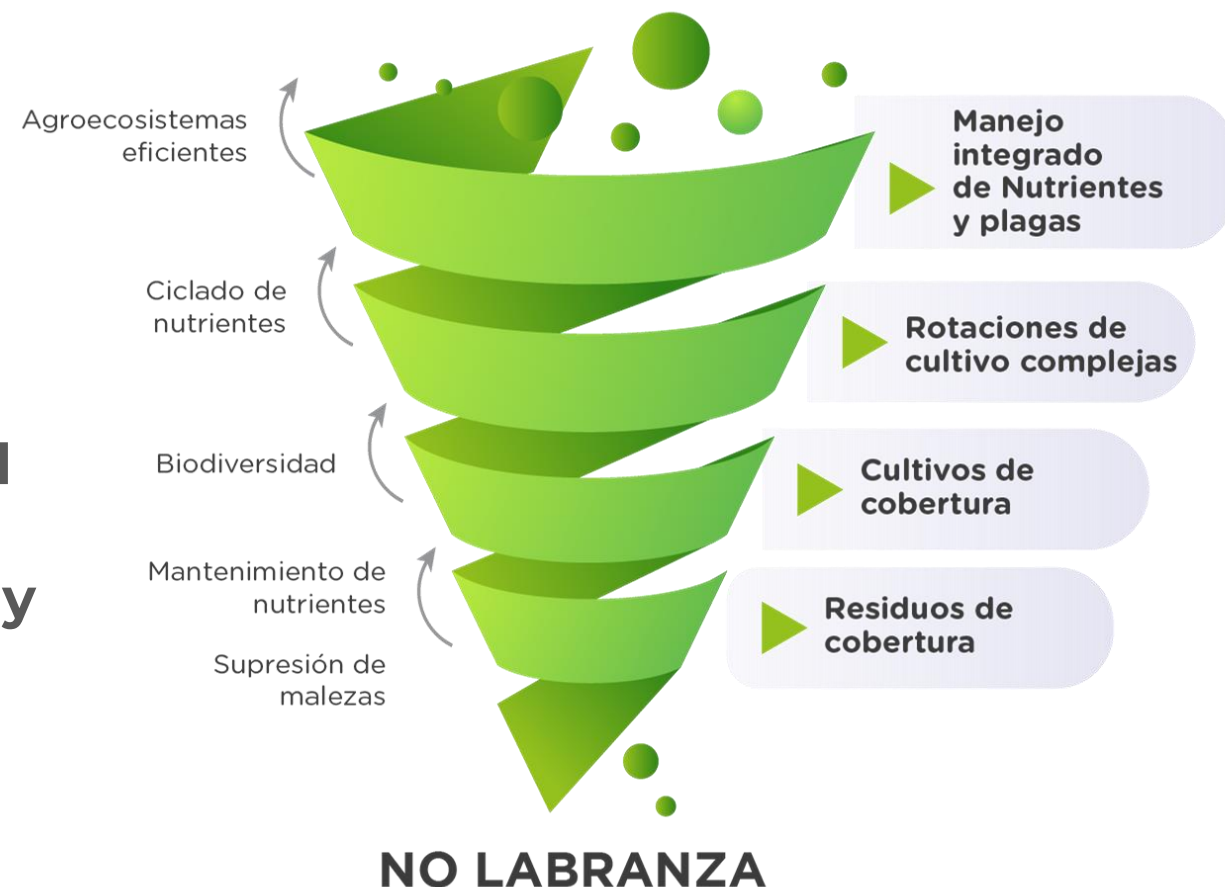 Agroecosistemas
eficientes
Ciclado de
nutrientes
Biodiversidad
Mantenimiento de
nutrientes
Supresión de
malezas
y
Manejo
integrado
de Nutrientes
y plagas
Rotaciones de
cultivo complejas
Cultivos de
cobertura
Residuos de
cobertura
NO LABRANZA